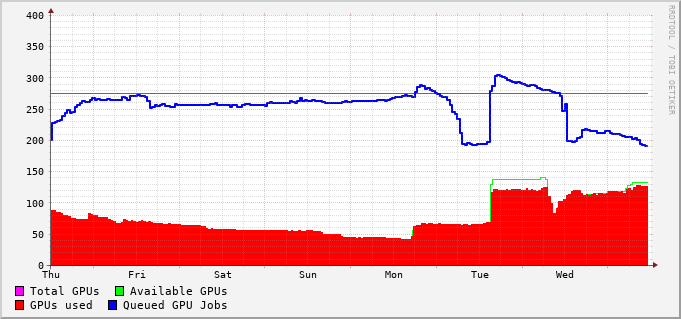 400
350
300
250
200
150
100
50
0
Thu Fri Sat Sun Mon Tue Wed
Total GPUs Available GPUs
GPUs used Queued GPU Jobs
RRDTOOL / TOBI OETIKER